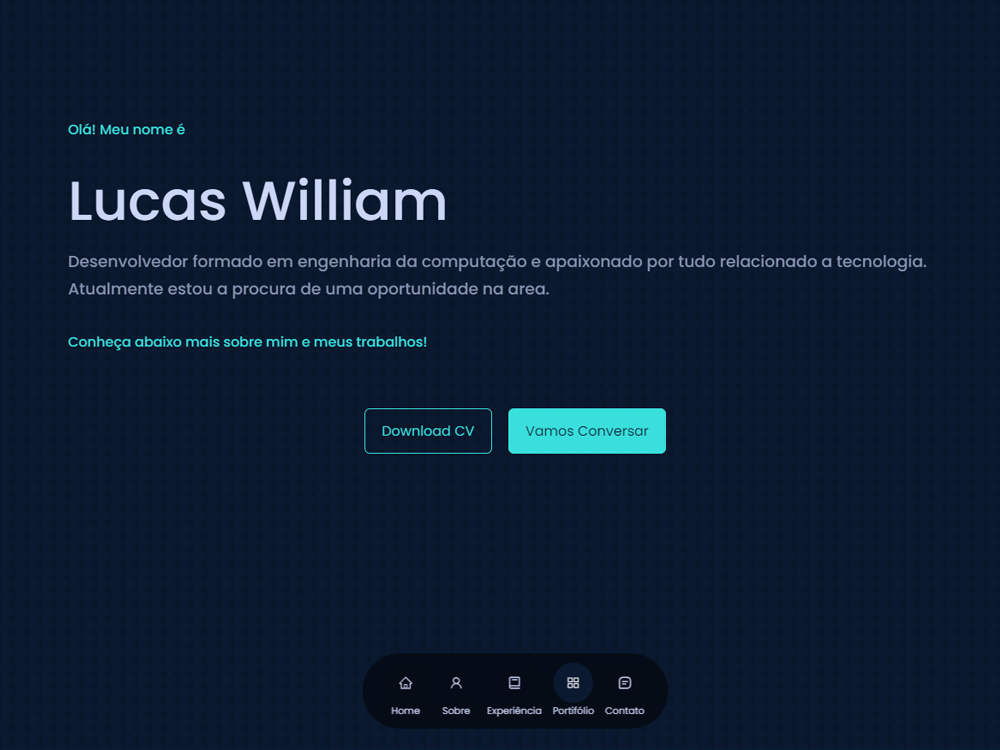 Olá! Meu nome é
Lucas William
Desenvolvedor formado em engenharia da computação e apaixonado por tudo relacionado a tecnologia.
Atualmente estou a procura de uma oportunidade na area.
Conheça abaixo mais sobre mim e meus trabalhos!
Download CV
Vamos Conversar
Home
Sobre
Experiência
Portifólio
Contato